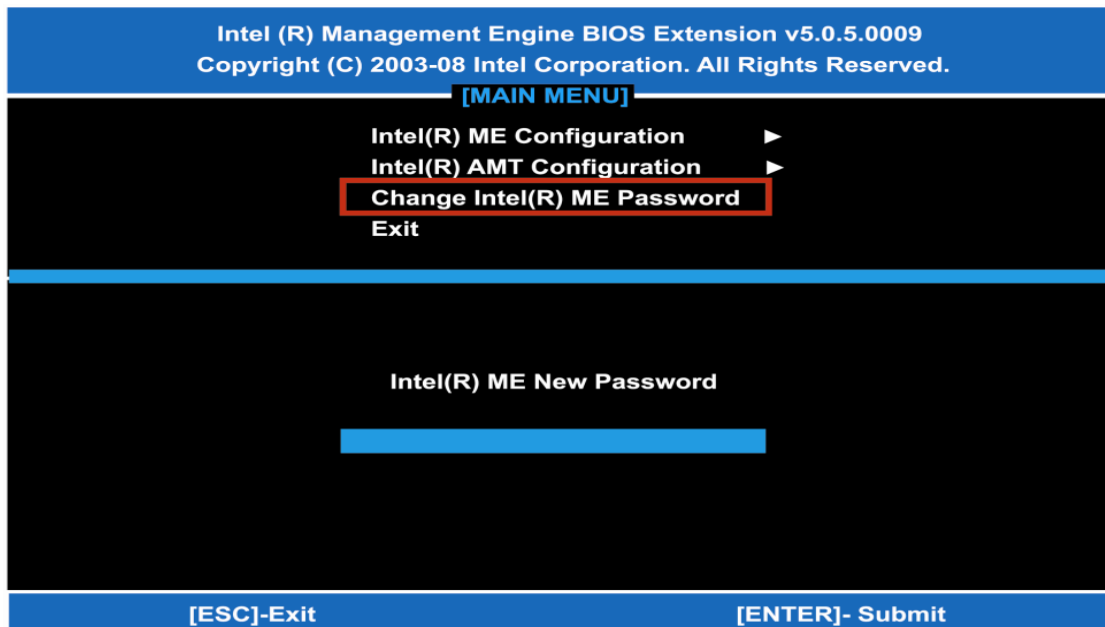 Intel (R) Management Engine BIOS Extension v5.0.5.0009
Copyright (C) 2003-08 Intel Corporation. All Rights Reserved.
[MAIN MENU]
Intel(R) ME Configuration ►
Intel(R) AMT Configuration ►
Change Intel(R) ME Password
Exit
Intel(R) ME New Password
[ESC]-Exit [ENTER]- Submit